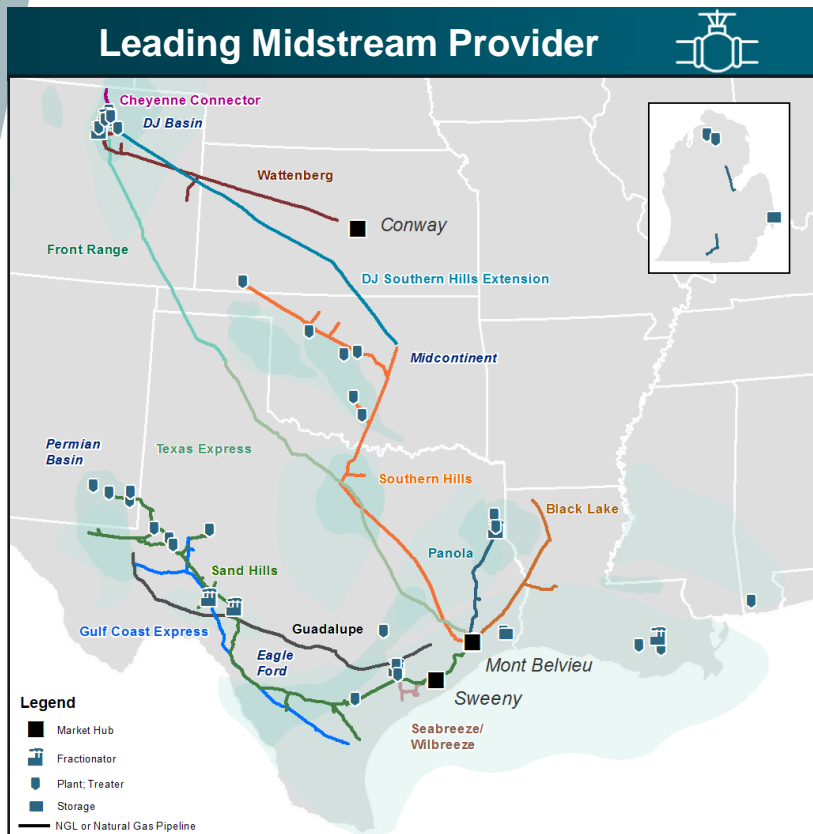 Leading Midstream Provider
Cheyenne Connector
DJ Basin
Wattenberg
Conway
Front Range
DJ Southern Hills Extension
Midcontinent
Permian
Basin
Texas Express
Southern Hills
Black Lake
Panola
Sand Hills
Gulf Coast Express
Guadalupe
Eagle
Ford
Mont Belvieu
Sweeny
Seabreeze/
Wilbreeze
Legend
Market Hub
Fractionator
Plant; Treater
Storage
NGL or Natural Gas Pipeline